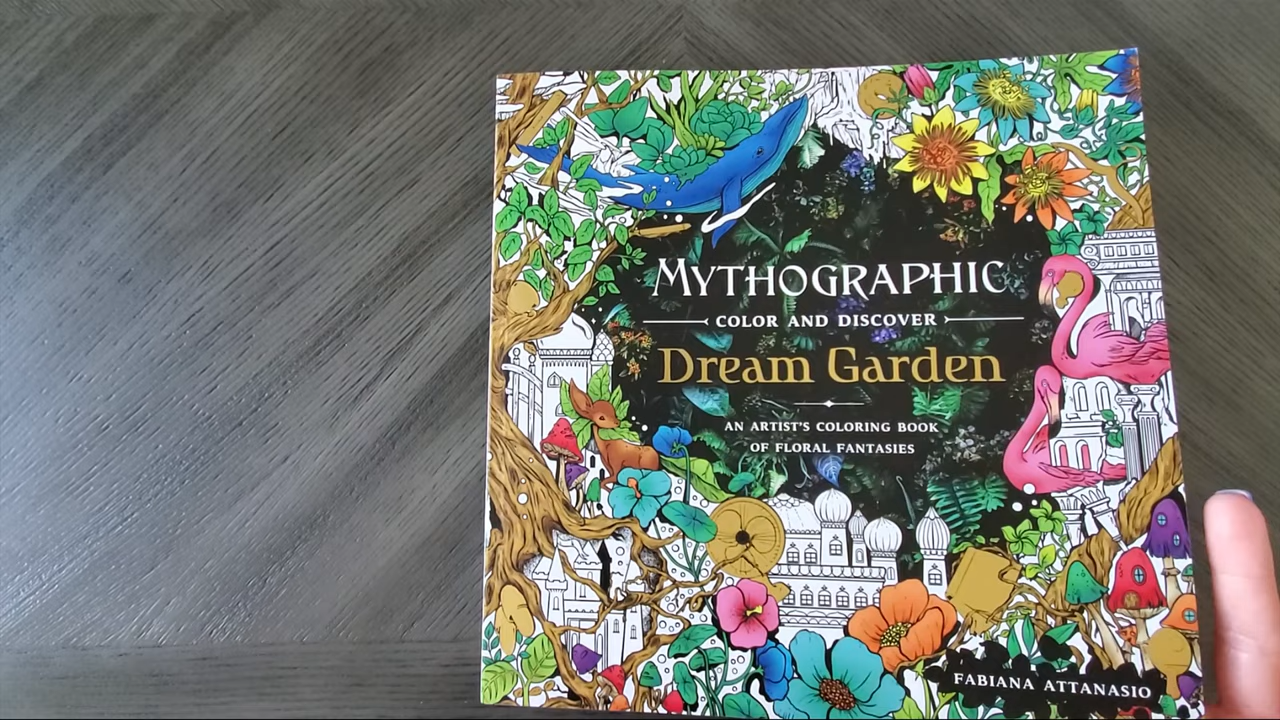 MYTHOGRAPHIC
COLOR AND DISCOVER
Dream Garden
AN ARTIST'S COLORING BOOK
OF FLORAL FANTASIES
FABIANA ATTANASIO